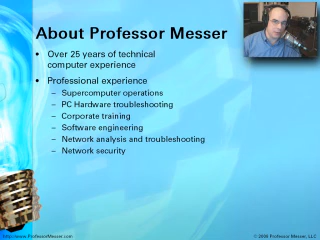 About Professor Messer
• Over 25 years of technical
computer experience
• Professional experience
– Supercomputer operations
– PC Hardware troubleshooting
– Corporate training
– Software engineering
– Network analysis and troubleshooting
– Network security
http://www.ProfessorMesser.com
© 2009 Professor Messer, LLC